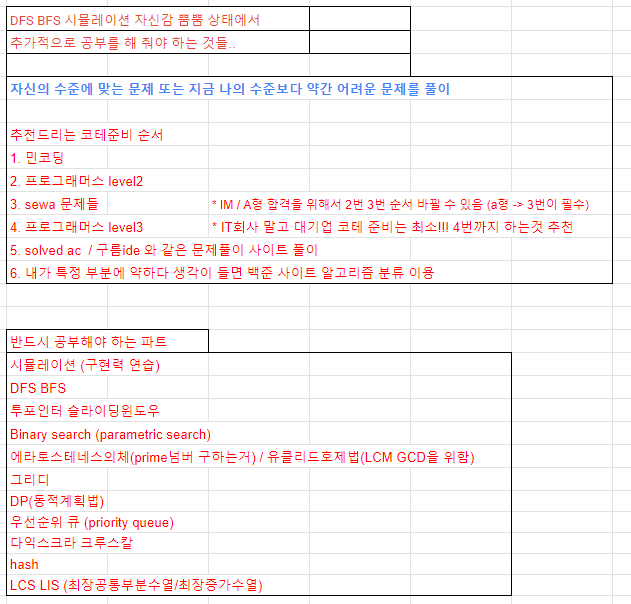 DFS BFS 시뮬레이션 자신감 뿜뿜 상태에서
추가적으로 공부를 해 줘야 하는 것들..
자신의 수준에 맞는 문제 또는 지금 나의 수준보다 약간 어려운 문제를 풀이
추천드리는 코테준비 순서
1. 민코딩
2. 프로그래머스 level2
3. sewa 문제들 * IM / A형 합격을 위해서 2번 3번 순서 바뀔 수 있음 (a형 -> 3번이 필수)
4. 프로그래머스 level3 * IT회사 말고 대기업 코테 준비는 최소!!! 4번까지 하는것 추천
5. solved ac / 구름ide 와 같은 문제풀이 사이트 풀이
6. 내가 특정 부분에 약하다 생각이 들면 백준 사이트 알고리즘 분류 이용
반드시 공부해야 하는 파트
시뮬레이션 (구현력 연습)
DFS BFS
투포인터 슬라이딩윈도우
Binary search (parametric search)
에라로스테네스의체(prime넘버 구하는거) / 유클리드호제법(LCM GCD을 위함)
그리디
DP(동적계획법)
우선순위 큐 (priority queue)
다익스크라 크루스칼
hash
LCS LIS (최장공통부분수열/최장증가수열)